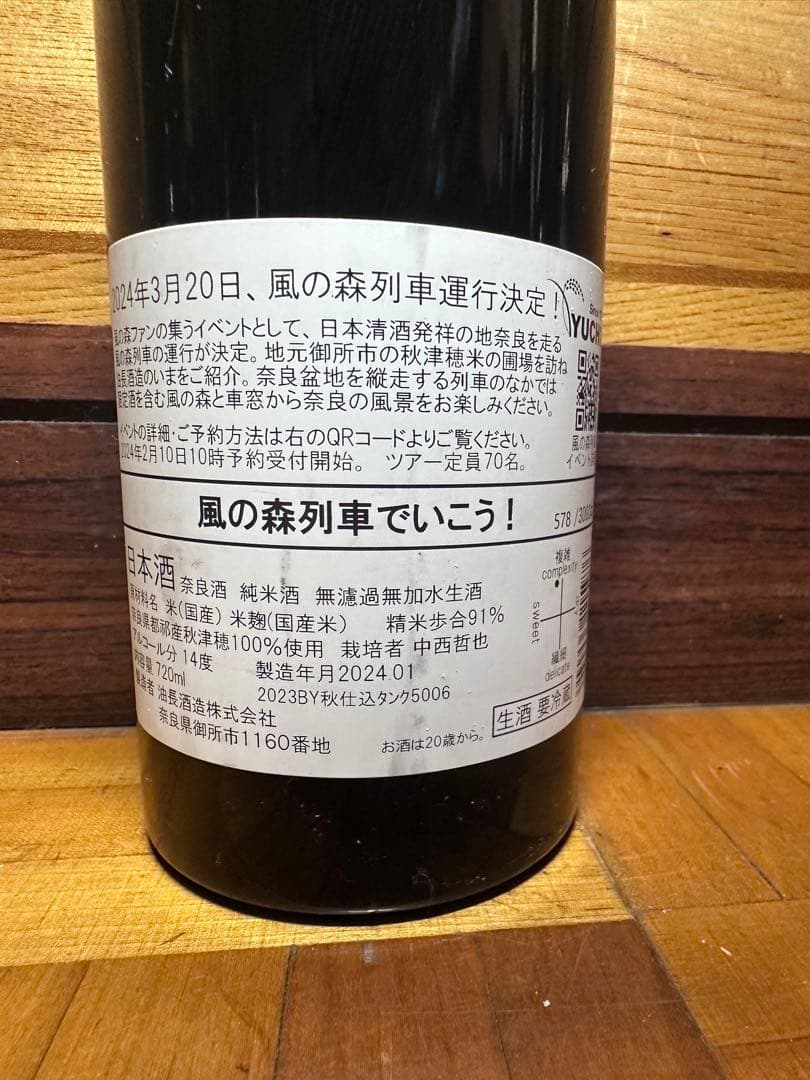 2024年3月20日、風の森列車運行決定！
風の森ファンの集うイベントとして、日本清酒発祥の地奈良を走る
風の森列車の運行が決定。地元御所市の秋津穂米の圃場を訪ね
油長酒造のいまをご紹介。奈良盆地を縦走する列車のなかでは
限定酒を含む風の森と車窓から奈良の風景をお楽しみください。
イベントの詳細・ご予約方法は右のQRコードよりご覧ください。
2024年2月10日10時予約受付開始。 ツアー定員70名。
風の森
イベント
風の森列車でいこう！
578
日本酒 奈良酒 純米酒 無濾過無加水生酒
原材料名 米(国産) 米麹(国産米) 精米歩合91%
奈良県都祁産秋津穂100%使用 栽培者 中西哲也
アルコール分 14度 製造年月2024.01
内容量 720ml 2023BY秋仕込タンク5006
製造者 油長酒造株式会社
奈良県御所市1160番地
お酒は20歳から。
生酒 要冷蔵
複雑
complexity
sweet
繊細
delicate